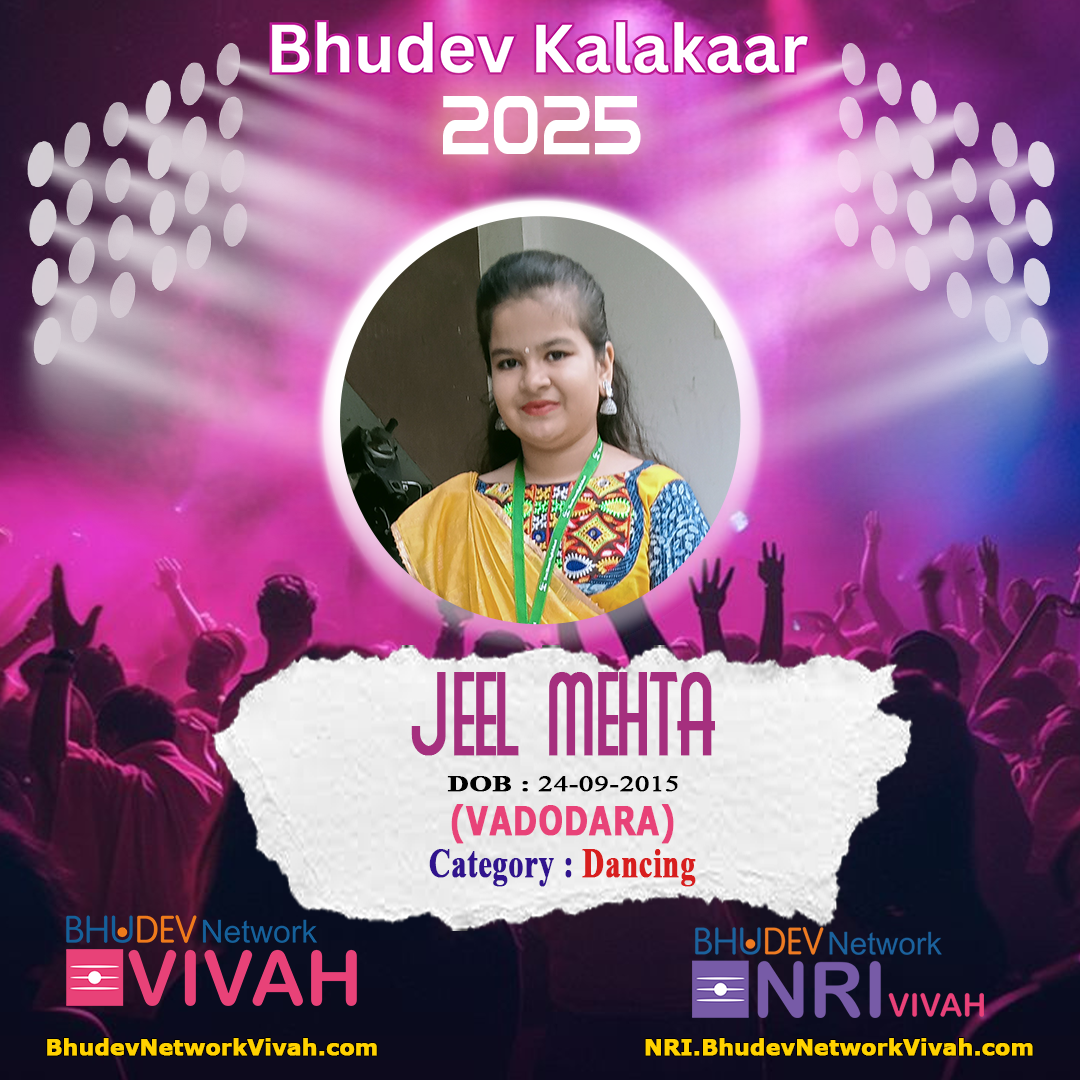 Bhudev Kalakaar
2025
JEEL MEHTA
DOB : 24-09-2015
(VADODARA)
Category : Dancing
BHUDEV Network
VIVAH
BhudevNetworkVivah.com
BHUDEV Network
NRI VIVAH
NRI.BhudevNetworkVivah.com